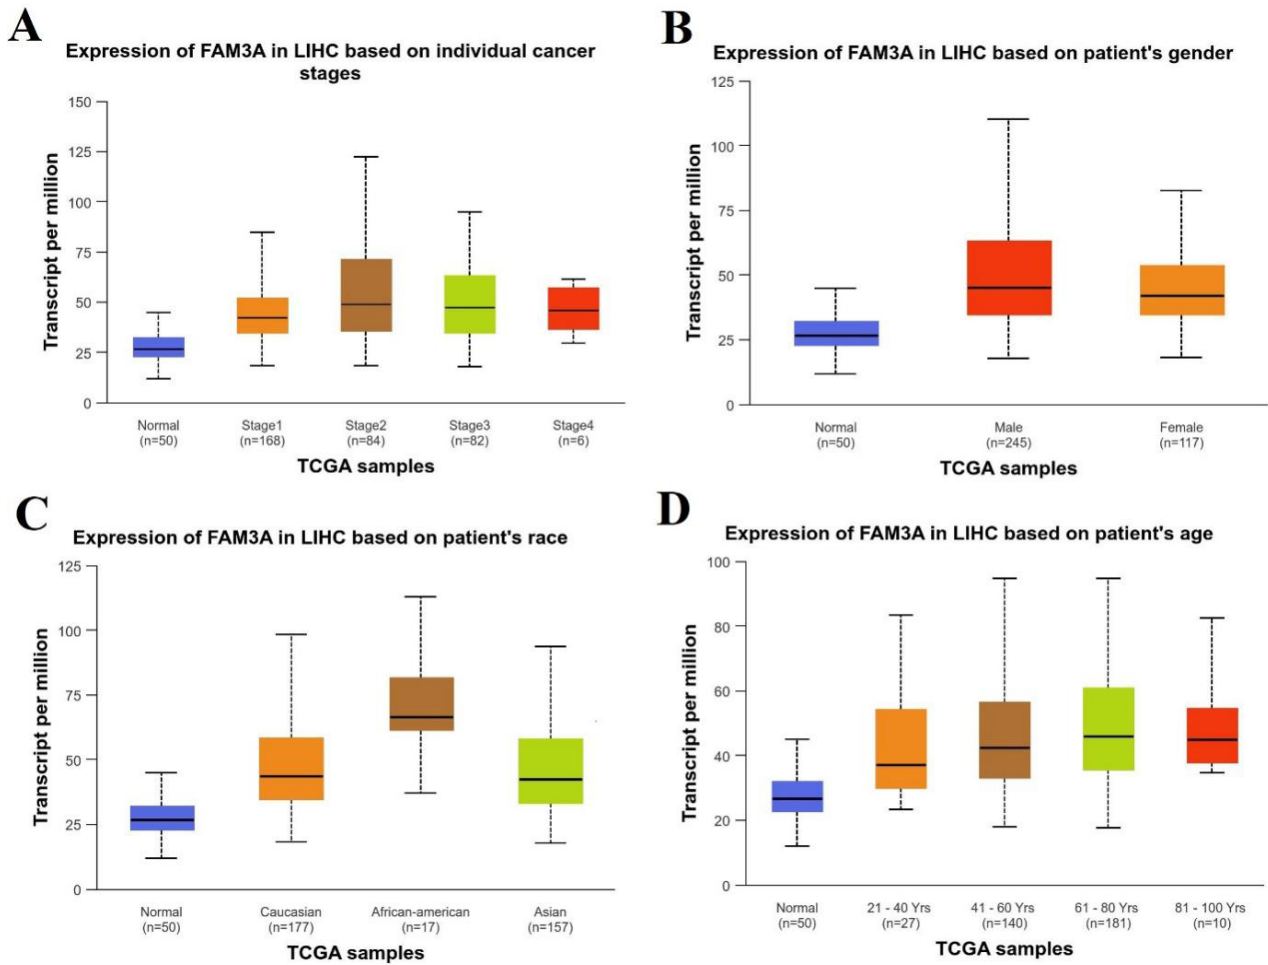 A
Expression of FAM3A in LIHC based on individual cancer
stages
Transcript per million
150
125
100
75
50
25
0
Normal
(n=50)
Stage1
(n=168)
Stage2
(n=84)
Stage3
(n=82)
Stage4
(n=6)
TCGA samples
B
Expression of FAM3A in LIHC based on patient's gender
Transcript per million
125
100
75
50
25
0
Normal
(n=50)
Male
(n=245)
Female
(n=117)
TCGA samples
C
Expression of FAM3A in LIHC based on patient's race
Transcript per million
125
100
75
50
25
0
Normal
(n=50)
Caucasian
(n=177)
African-american
(n=17)
Asian
(n=157)
TCGA samples
D
Expression of FAM3A in LIHC based on patient's age
Transcript per million
100
80
60
40
20
0
Normal
(n=50)
21 - 40 Yrs
(n=27)
41 - 60 Yrs
(n=140)
61 - 80 Yrs
(n=181)
81 - 100 Yrs
(n=10)
TCGA samples